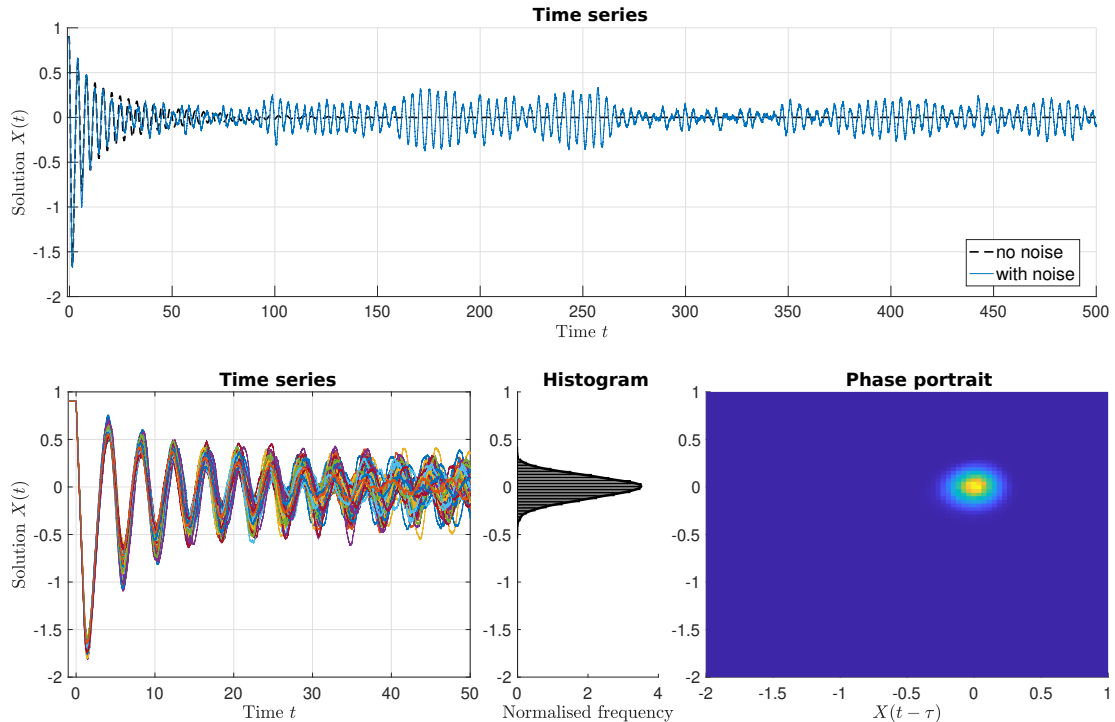 Time series
Solution X(t)
1
0.5
0
-0.5
-1
-1.5
-2
no noise
with noise
0 50 100 150 200 250 300 350 400 450 500
Time t
Time series
Solution X(t)
1
0.5
0
-0.5
-1
-1.5
-2
0 10 20 30 40 50
Time t
Histogram
1
0.5
0
-0.5
-1
-1.5
-2
0 1 2 3 4
Normalised frequency
Phase portrait
1
0.5
0
-0.5
-1
-1.5
-2
-2 -1.5 -1 -0.5 0 0.5 1
X(t − τ)